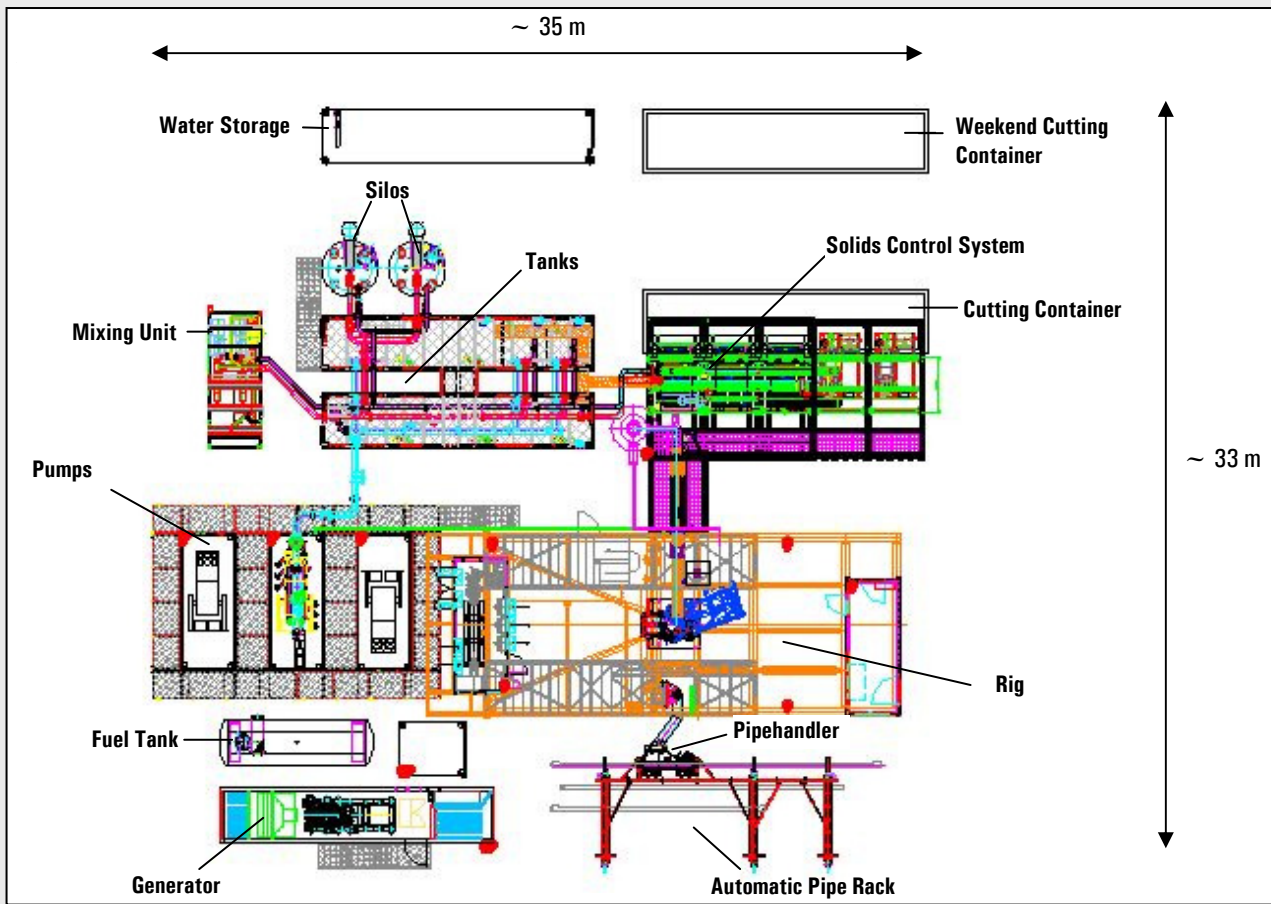 ~ 35 m
Water Storage
Weekend Cutting
Container
Silos
Solids Control System
Tanks
Cutting Container
Mixing Unit
~ 33 m
Pumps
Rig
Fuel Tank
Pipehandler
Generator
Automatic Pipe Rack